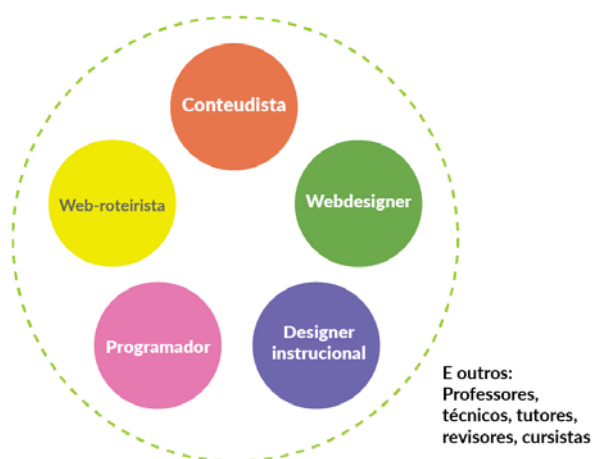 Conteudista
Web-roteirista
Webdesigner
Programador
Designer
instrucional
E outros:
Professores,
técnicos, tutores,
revisores, cursistas